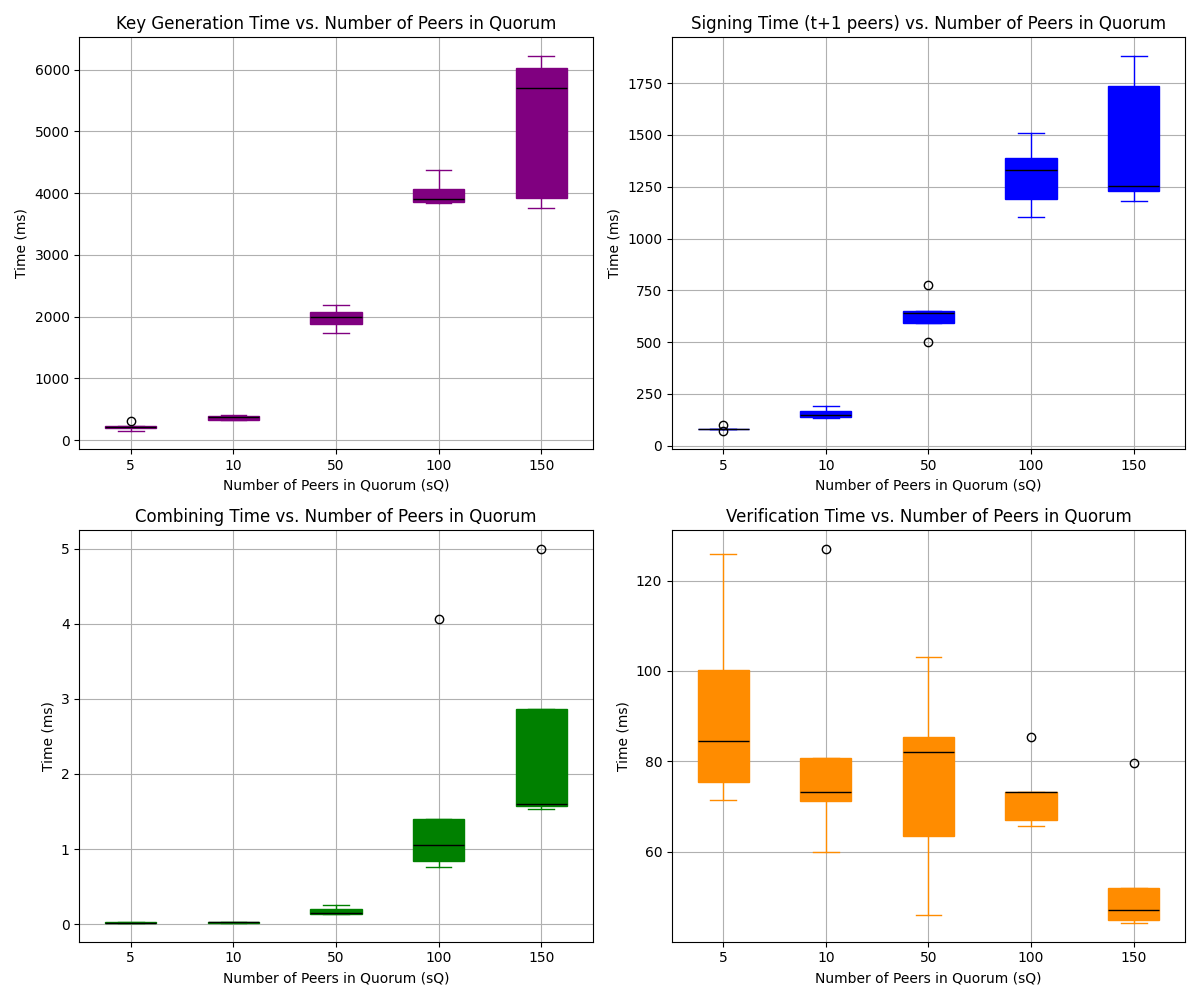 Key Generation Time vs. Number of Peers in Quorum
Time (ms)
6000
5000
4000
3000
2000
1000
0
5 10 50 100 150
Number of Peers in Quorum (sQ)
Signing Time (t+1 peers) vs. Number of Peers in Quorum
Time (ms)
1750
1500
1250
1000
750
500
250
0
5 10 50 100 150
Number of Peers in Quorum (sQ)
Combining Time vs. Number of Peers in Quorum
Time (ms)
5
4
3
2
1
0
5 10 50 100 150
Number of Peers in Quorum (sQ)
Verification Time vs. Number of Peers in Quorum
Time (ms)
120
100
80
60
5 10 50 100 150
Number of Peers in Quorum (sQ)